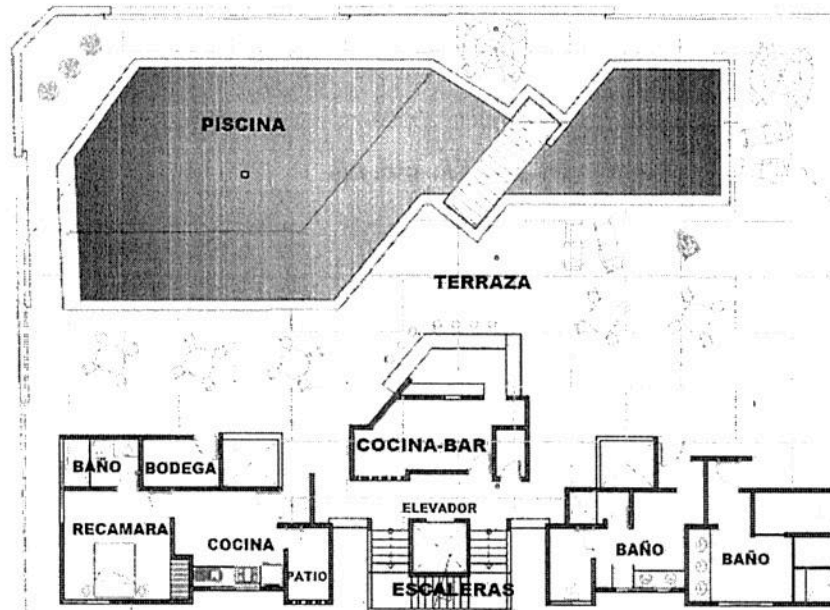 PISCINA
TERRAZA
COCINA-BAR
BAÑO
BODEGA
ELEVADOR
RECAMARA
COCINA
PATIO
ESCALERAS
BAÑO
BAÑO